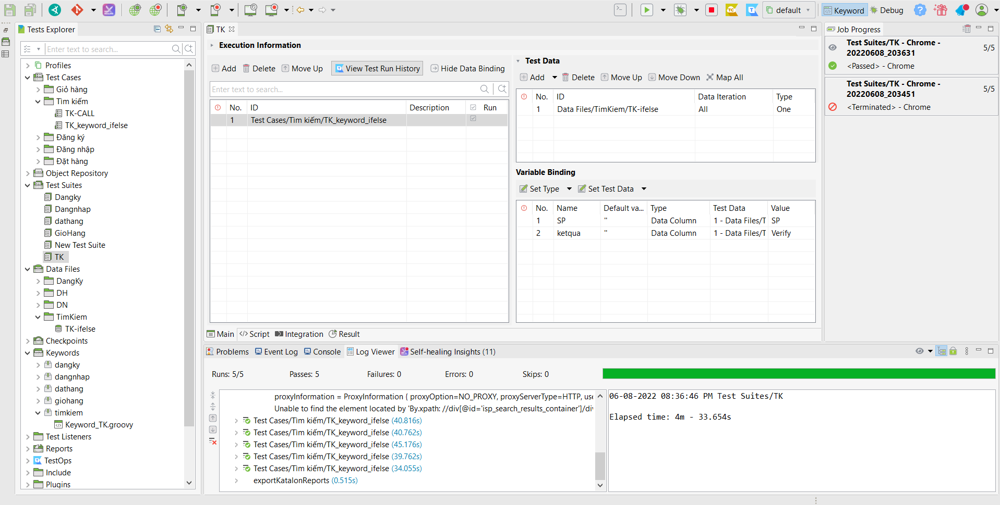 default
Keyword
Debug
Tests Explorer
Enter text to search...
Profiles
Test Cases
Giỏ hàng
Tìm kiếm
TK-CALL
TK_keyword_ifelse
Đăng ký
Đăng nhập
Đặt hàng
Object Repository
Test Suites
Dangky
Dangnhap
dathang
GioHang
New Test Suite
TK
Data Files
DangKy
DH
DN
TimKiem
TK-ifelse
Checkpoints
Keywords
dangky
dangnhap
dathang
giohang
timkiem
Keyword_TK.groovy
Test Listeners
Reports
TestOps
Include
Plugins
TK
Execution Information
Add Delete Move Up View Test Run History Hide Data Binding
Enter text to search...
No. ID Description Run
1 Test Cases/Tìm kiếm/TK_keyword_ifelse
Test Data
Add Delete Move Up Move Down Map All
No. ID Data Iteration Type
1 Data Files/TimKiem/TK-ifelse All One
Variable Binding
Set Type Set Test Data
No. Name Default va... Type Test Data Value
1 SP '' Data Column 1 - Data Files/T SP
2 ketqua '' Data Column 1 - Data Files/T Verify
Main Script Integration Result
Job Progress
Test Suites/TK - Chrome -
20220608_203631
5/5
<Passed> - Chrome
Test Suites/TK - Chrome -
20220608_203451
5/5
<Terminated> - Chrome
Problems Event Log Console Log Viewer Self-healing Insights (11)
Runs: 5/5 Passes: 5 Failures: 0 Errors: 0 Skips: 0
proxyInformation = ProxyInformation { proxyOption=NO_PROXY, proxyServerType=HTTP, use
Unable to find the element located by 'By.xpath: //div[@id='isp_search_results_container']/div
Test Cases/Tìm kiếm/TK_keyword_ifelse (40.816s)
Test Cases/Tìm kiếm/TK_keyword_ifelse (40.762s)
Test Cases/Tìm kiếm/TK_keyword_ifelse (45.176s)
Test Cases/Tìm kiếm/TK_keyword_ifelse (39.762s)
Test Cases/Tìm kiếm/TK_keyword_ifelse (34.055s)
exportKatalonReports (0.515s)
06-08-2022 08:36:46 PM Test Suites/TK
Elapsed time: 4m - 33.654s